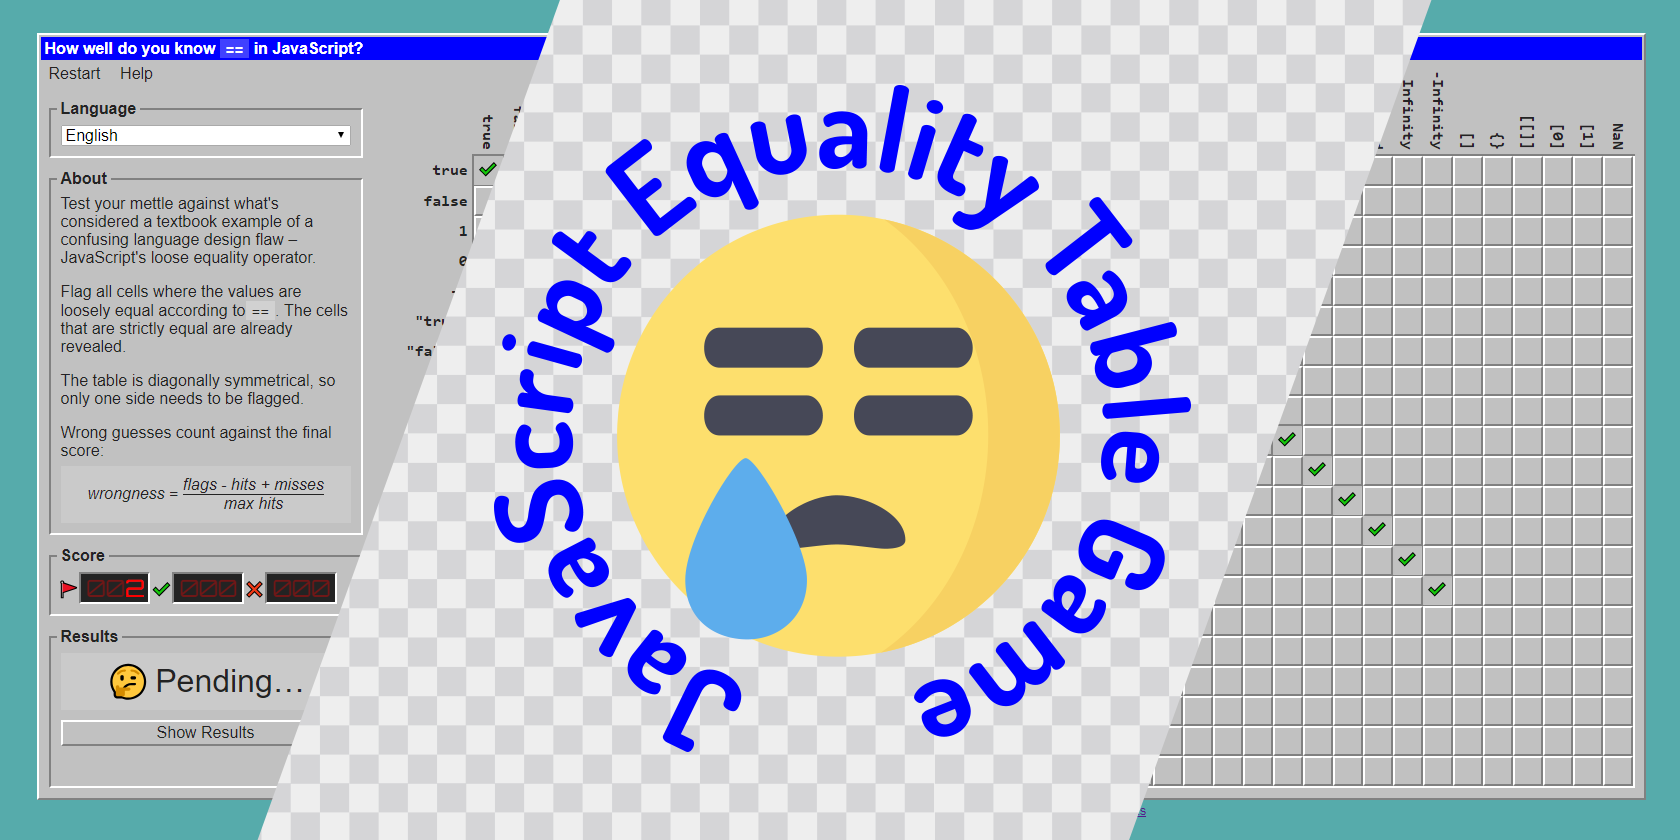 How well do you know == in JavaScript?
Restart Help
Language
English
About
Test your mettle against what's
considered a textbook example of a
confusing language design flaw –
JavaScript's loose equality operator.
Flag all cells where the values are
loosely equal according to == . The cells
that are strictly equal are already
revealed.
The table is diagonally symmetrical, so
only one side needs to be flagged.
Wrong guesses count against the final
score:
wrongness = flags - hits + misses
max hits
Score
002 000 000
Results
Pending...
Show Results
true
true
false
1
0
JavaScript Equality Table Game
Infinity
-Infinity
[]
{}
[[]]
[0]
[1]
NaN